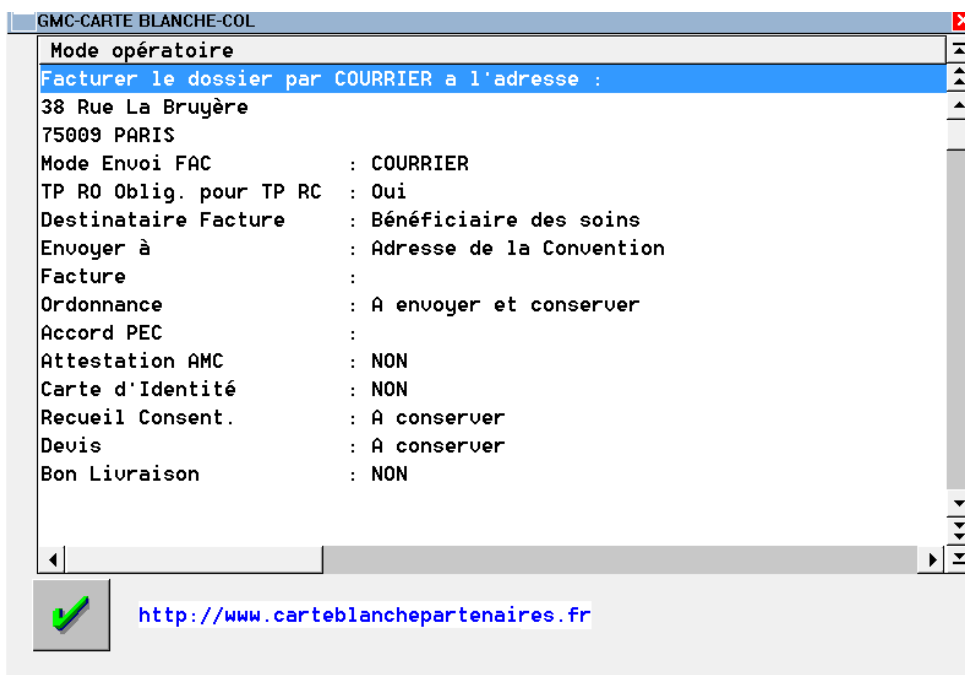 GMC-CARTE BLANCHE-COL
Mode opératoire
Facturer le dossier par COURRIER a l'adresse :
38 Rue La Bruyère
75009 PARIS
Mode Envoi FAC : COURRIER
TP RO Oblig. pour TP RC : Oui
Destinataire Facture : Bénéficiaire des soins
Envoyer à : Adresse de la Convention
Facture :
Ordonnance : A envoyer et conserver
Accord PEC :
Attestation AMC : NON
Carte d'Identité : NON
Recueil Consent. : A conserver
Devis : A conserver
Bon Livraison : NON
http://www.carteblanchepartenaires.fr